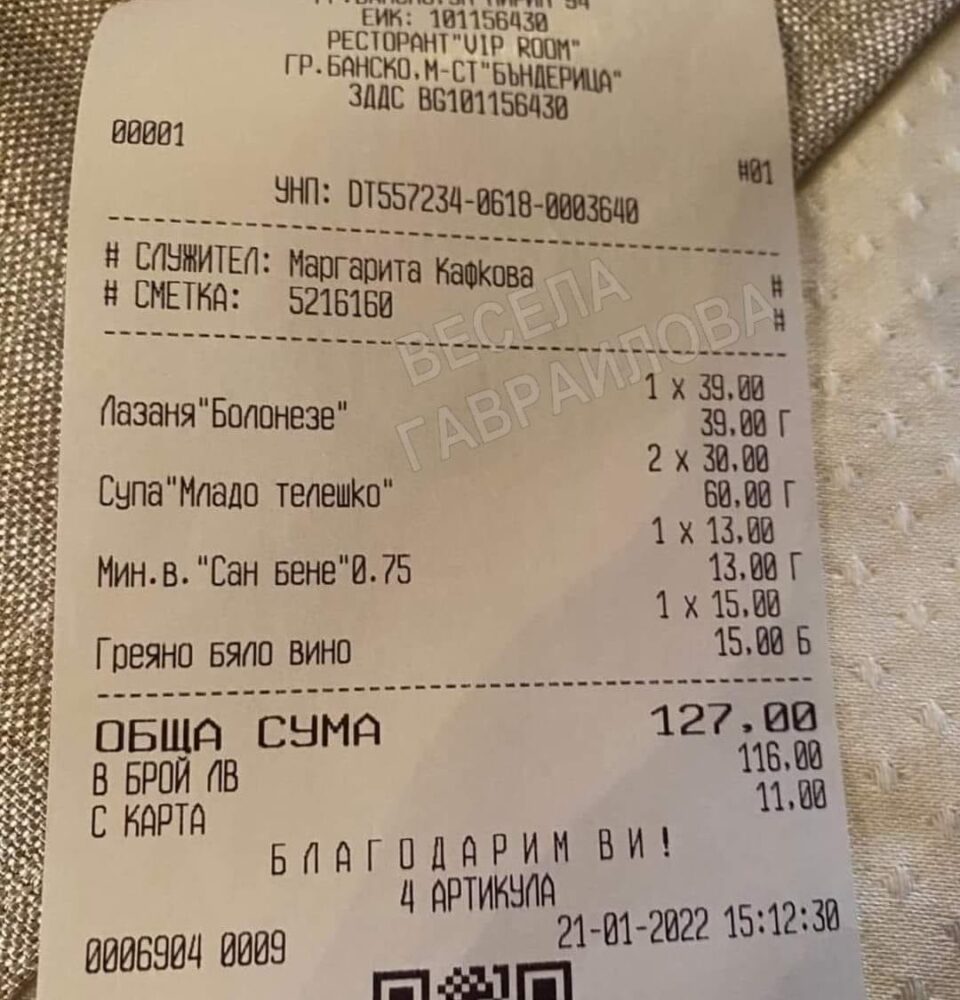 ЕИК: 101156430
РЕСТОРАНТ"VIP ROOM"
ГР.БАНСКО,М-СТ"БЪНДЕРИЦА"
ЗДДС BG101156430
00001
#01
УНП: DT557234-0618-0003640
# СЛУЖИТЕЛ: Маргарита Кафкова #
# СМЕТКА: 5216160 #
ВЕСЕЛА
ГАВРАИЛОВА
1 x 39.00
Лазаня"Болонезе" 39.00 Г
2 x 30.00
Супа"Младо телешко" 60.00 Г
1 x 13.00
Мин.в."Сан бене"0.75 13.00 Г
1 x 15.00
Греяно бяло вино 15.00 Б
ОБЩА СУМА 127.00
В БРОЙ ЛВ 116.00
С КАРТА 11.00
БЛАГОДАРИМ ВИ!
4 АРТИКУЛА
0006904 0009 21-01-2022 15:12:30